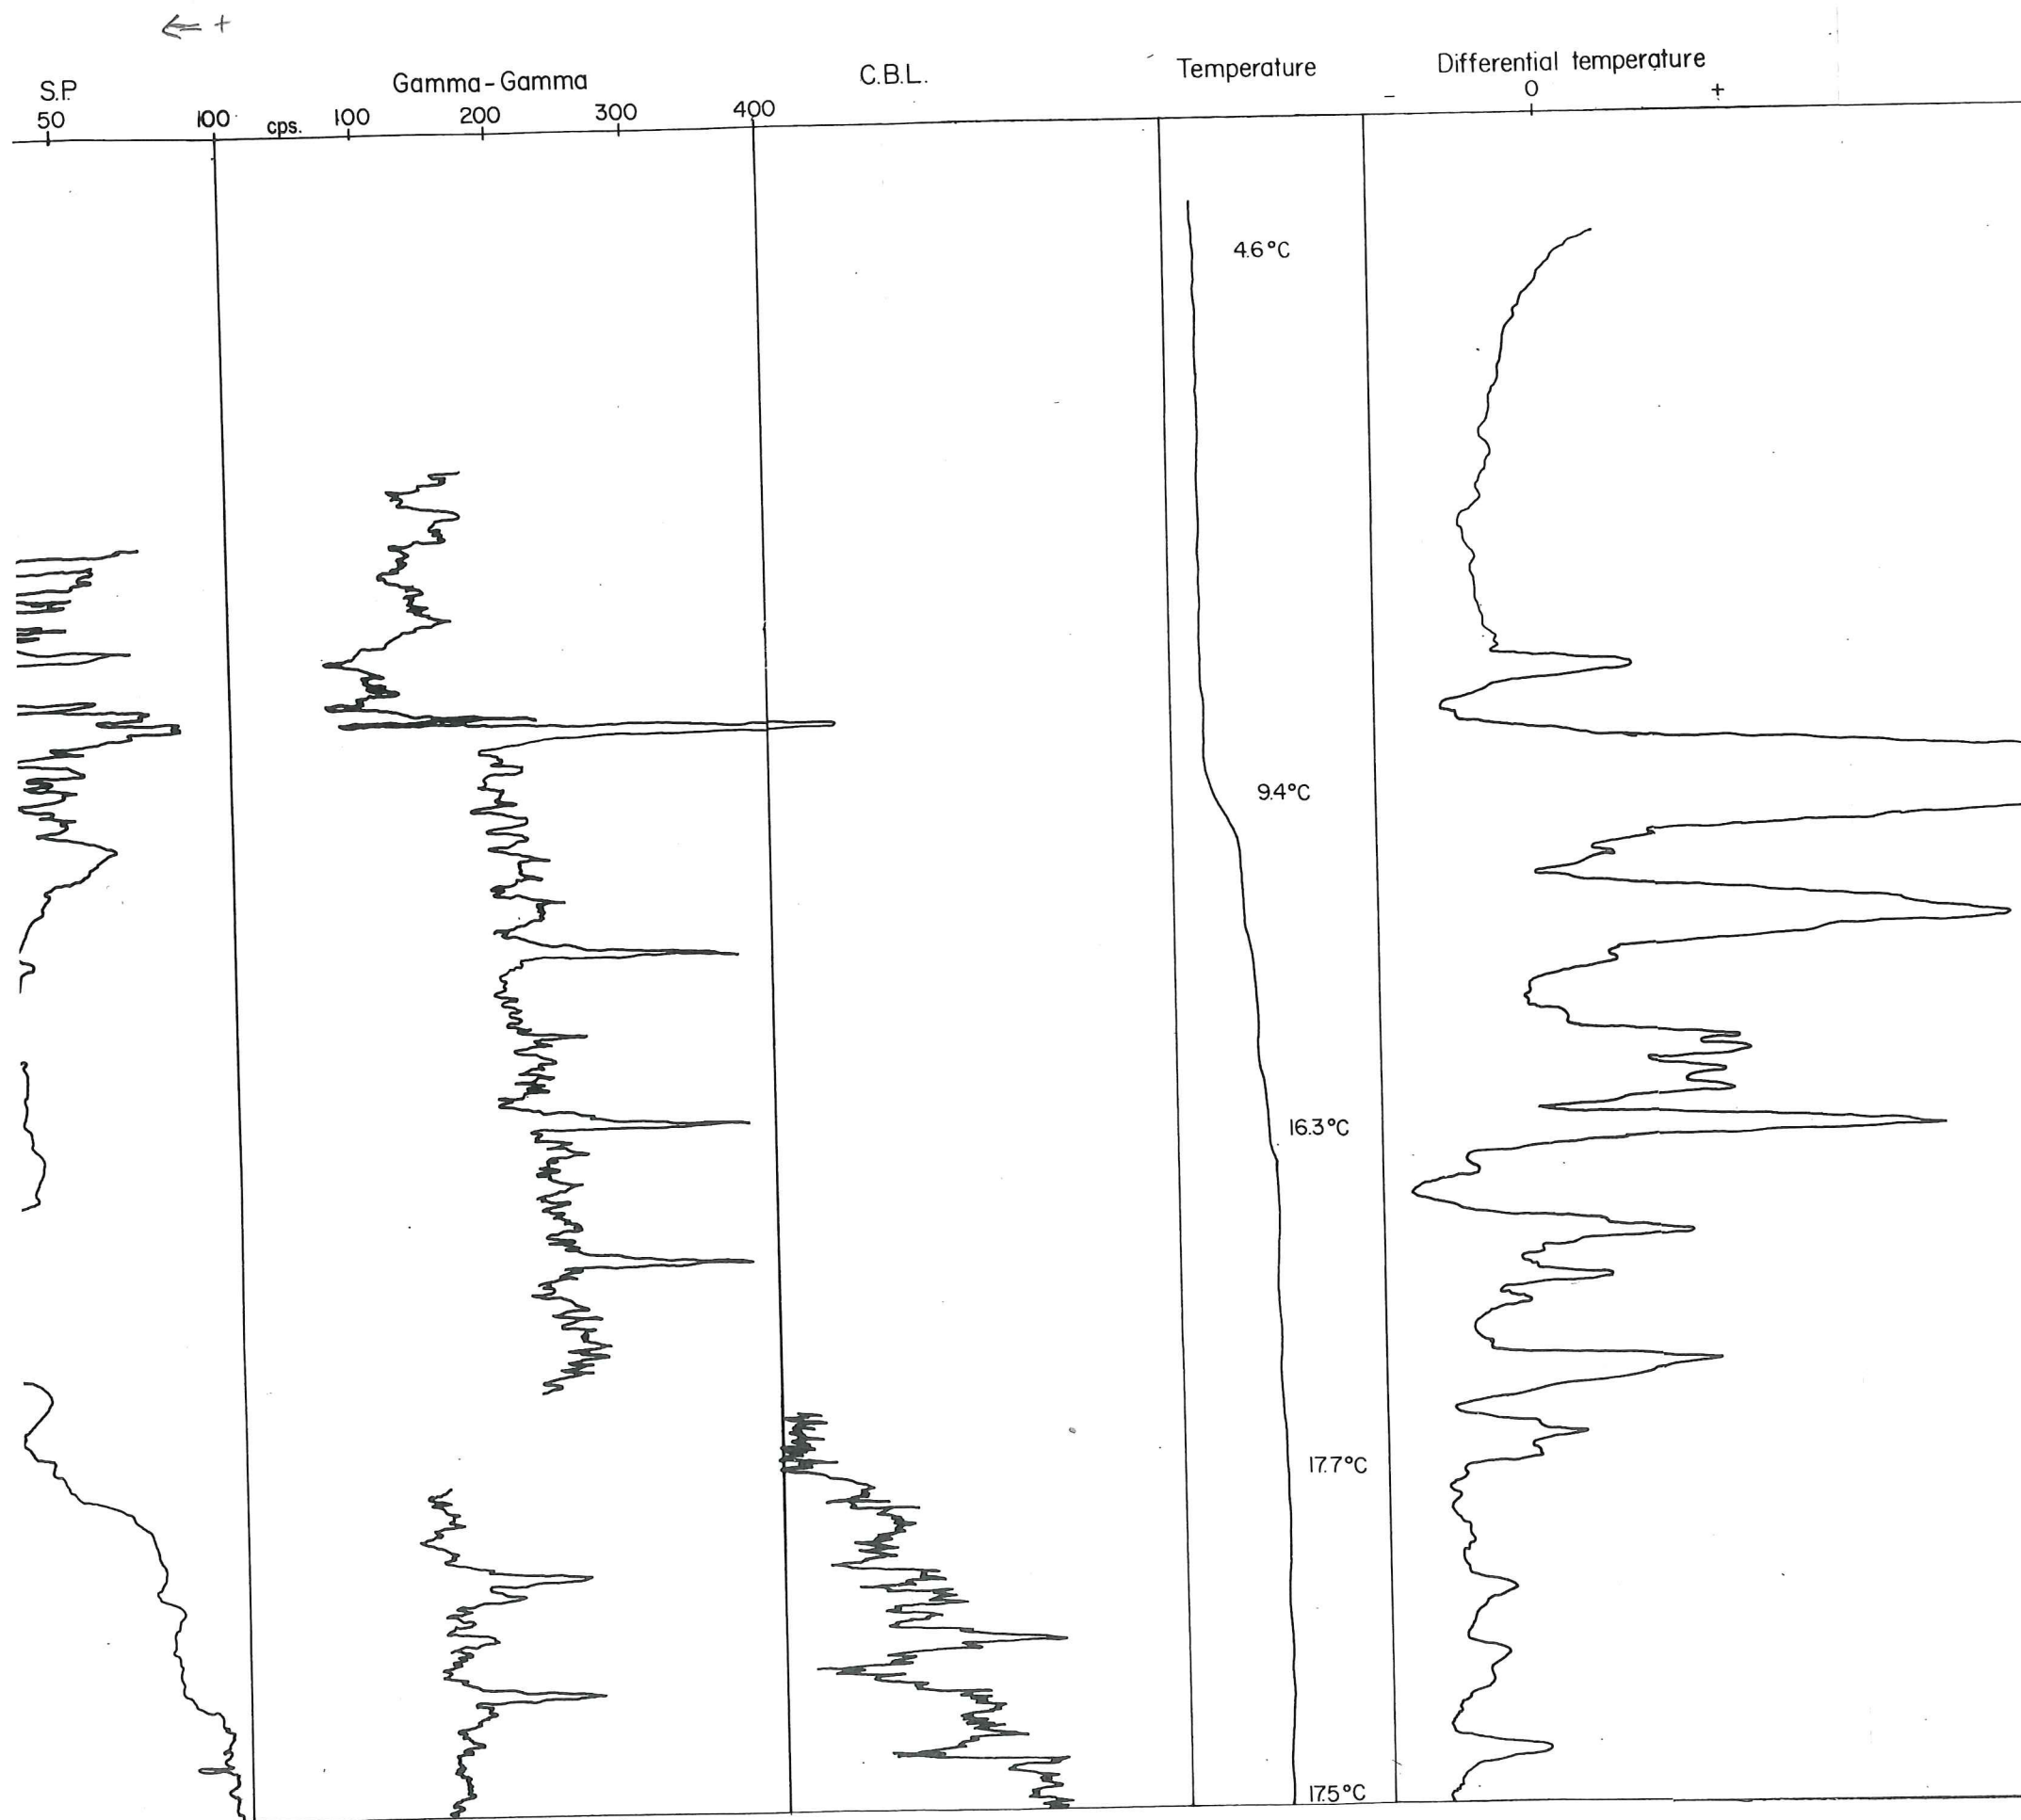 ← +
S.P. Gamma-Gamma C.B.L. Temperature Differential temperature
50 100 cps. 100 200 300 400 - 0 +
4.6°C
9.4°C
16.3°C
17.7°C
17.5°C